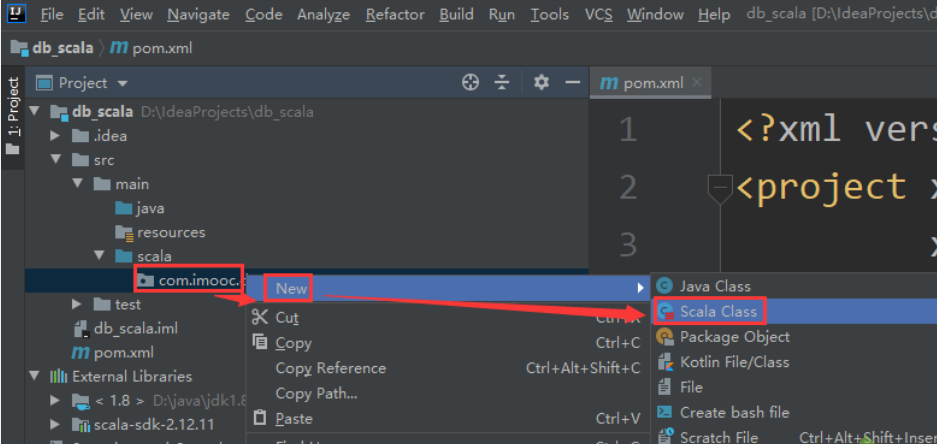 File Edit View Navigate Code Analyze Refactor Build Run Tools VCS Window Help db_scala [D:\IdeaProjects\
db_scala pom.xml
1: Project
Project
pom.xml
db_scala D:\IdeaProjects\db_scala
.idea
src
main
java
resources
scala
com.imooc.
test
db_scala.iml
pom.xml
External Libraries
< 1.8 > D:\java\jdk1.8
scala-sdk-2.12.11
1 <?xml vers
2 <project x
3 x
New
Cut Ctrl+X
Copy Ctrl+C
Copy Reference Ctrl+Alt+Shift+C
Copy Path...
Paste Ctrl+V
Java Class
Scala Class
Package Object
Kotlin File/Class
File
Create bash file
Scratch File Ctrl+Alt+Shift+Insert